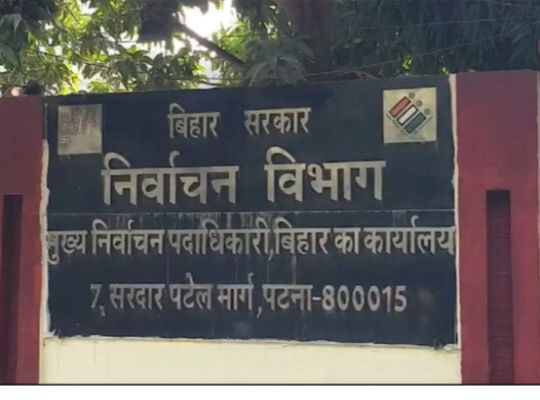 बिहार सरकार
निर्वाचन विभाग
मुख्य निर्वाचन पदाधिकारी,बिहार का कार्यालय
7, सरदार पटेल मार्ग,पटना-800015